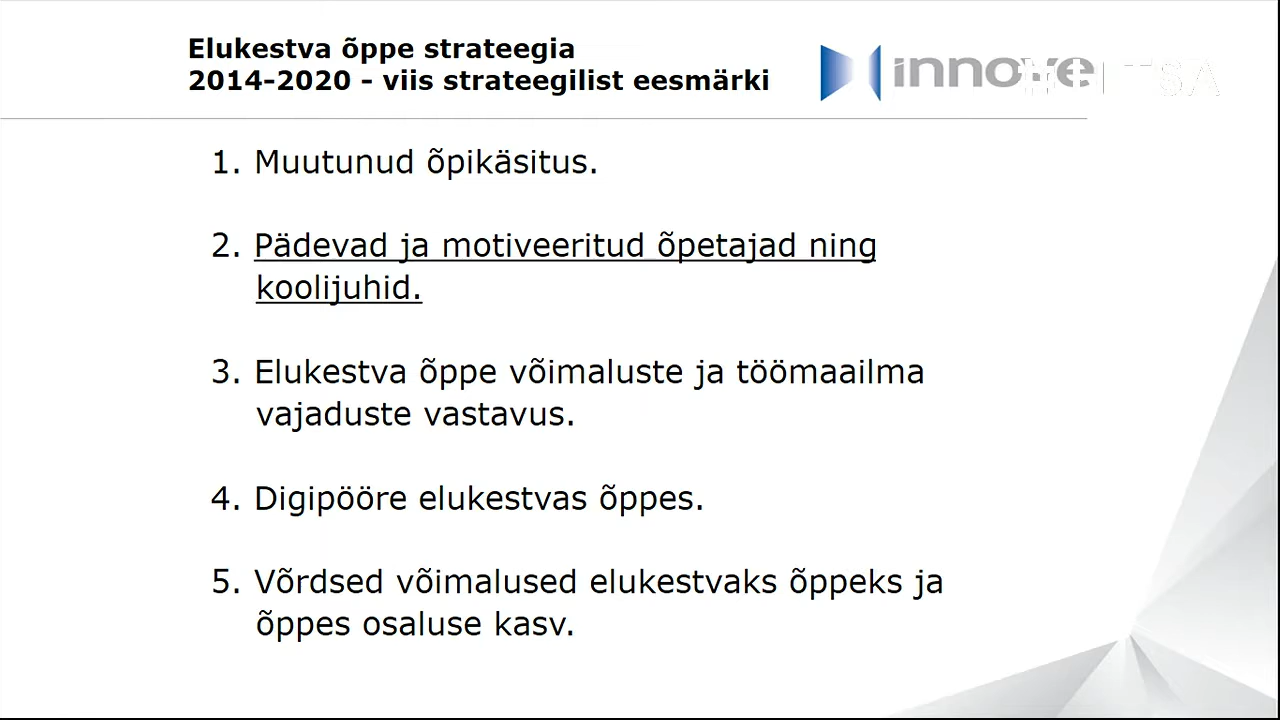 Elukestva õppe strateegia
2014-2020 - viis strateegilist eesmärki
innove
1. Muutunud õpikäsitus.
2. Pädevad ja motiveeritud õpetajad ning
koolijuhid.
3. Elukestva õppe võimaluste ja töömaailma
vajaduste vastavus.
4. Digipööre elukestvas õppes.
5. Võrdsed võimalused elukestvaks õppeks ja
õppes osaluse kasv.